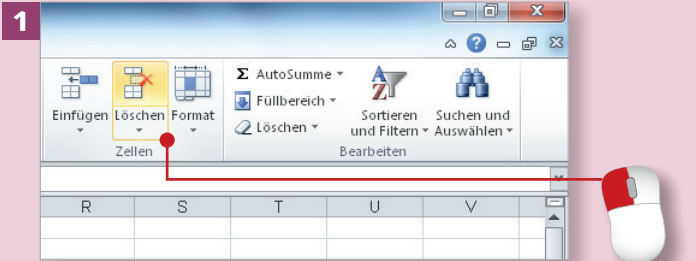 1
Σ AutoSumme
Füllbereich
Einfügen Löschen Format
Löschen
Sortieren und Filtern
Suchen und Auswählen
Zellen
Bearbeiten
R S T U V